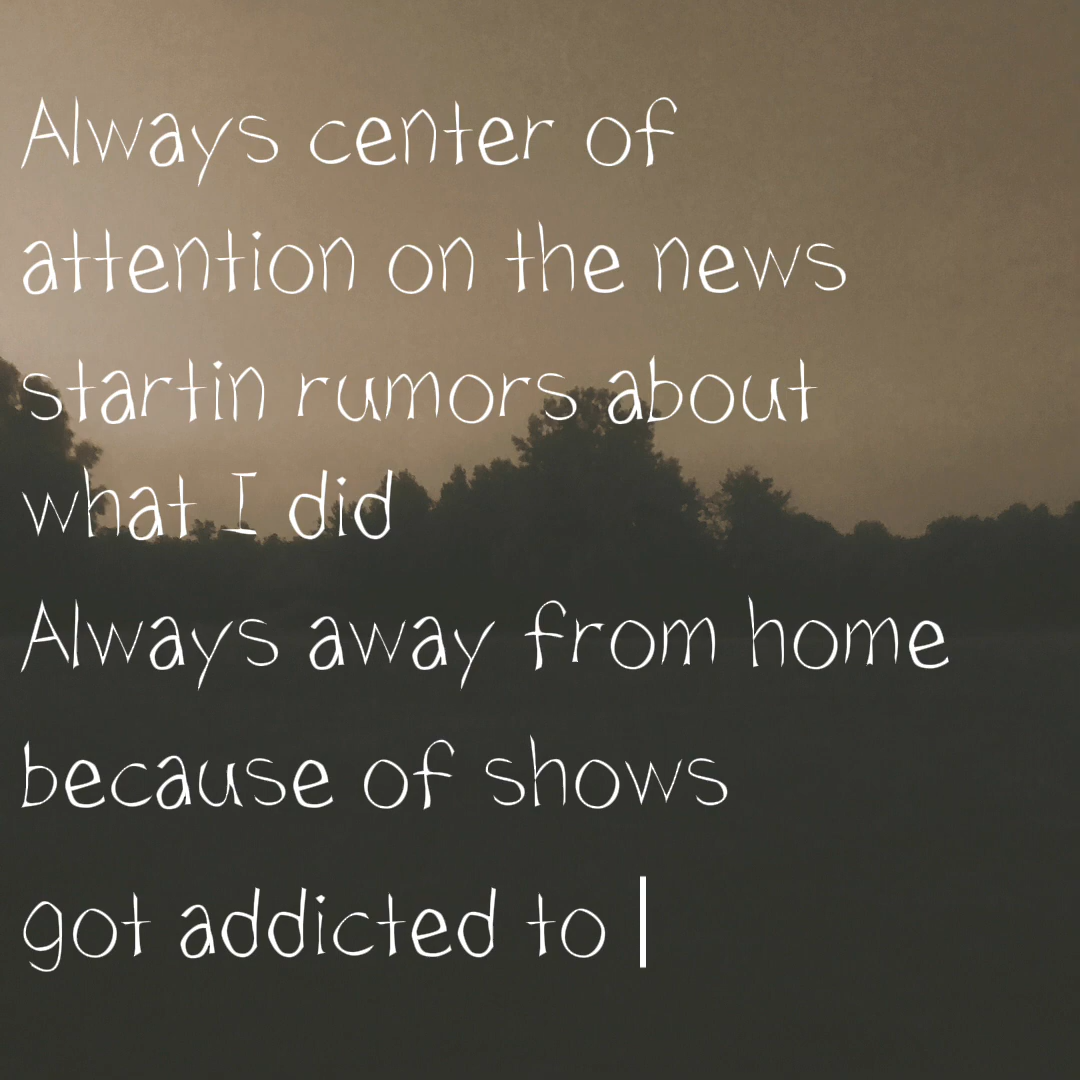 Always center of
attention on the news
startin rumors about
what I did
Always away from home
because of shows
got addicted to |